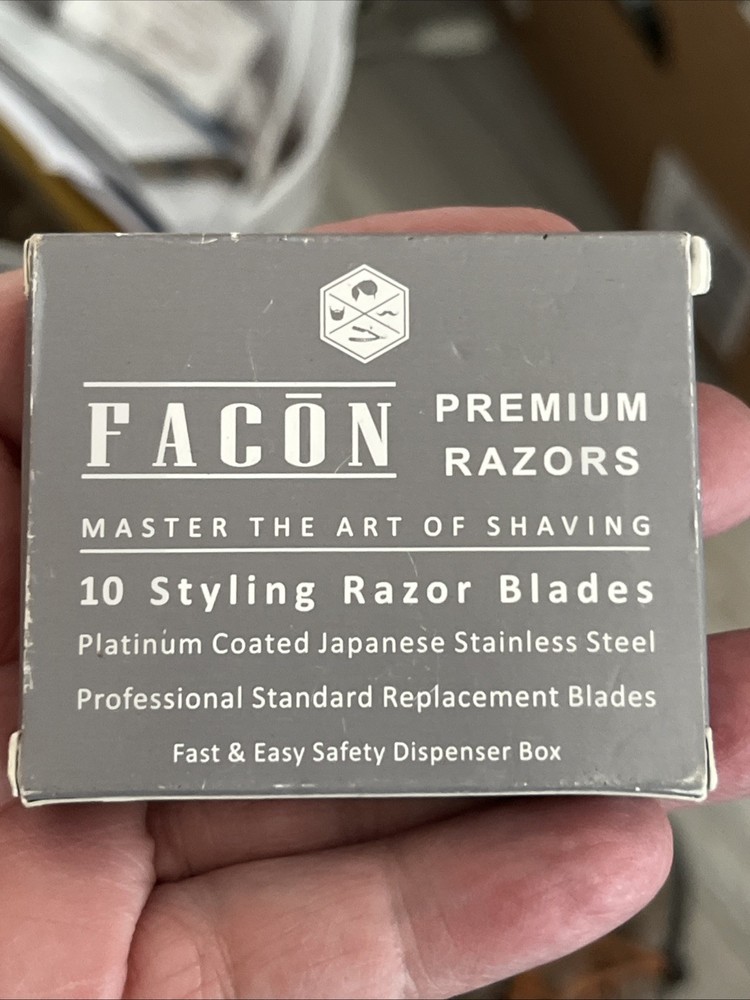 FACŌN
PREMIUM
RAZORS
MASTER THE ART OF SHAVING
10 Styling Razor Blades
Platinum Coated Japanese Stainless Steel
Professional Standard Replacement Blades
Fast & Easy Safety Dispenser Box